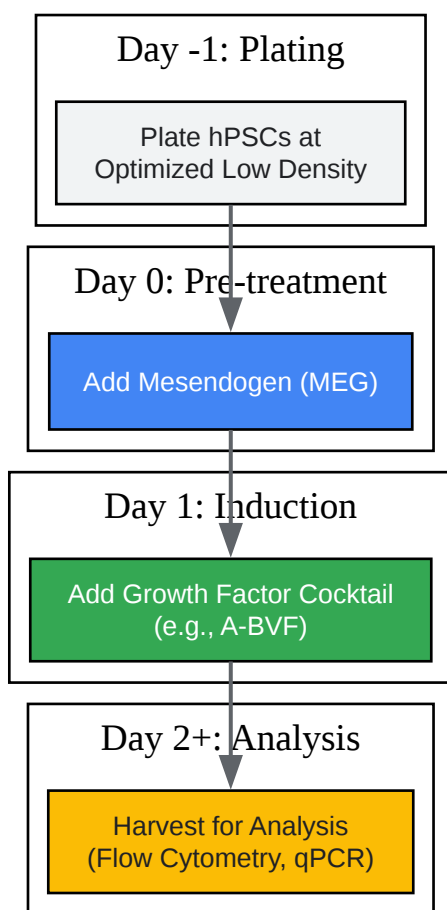 Day -1: Plating
Plate hPSCs at
Optimized Low Density
Day 0: Pre-treatment
Add Mesendogen (MEG)
Day 1: Induction
Add Growth Factor Cocktail
(e.g., A-BVF)
Day 2+: Analysis
Harvest for Analysis
(Flow Cytometry, qPCR)